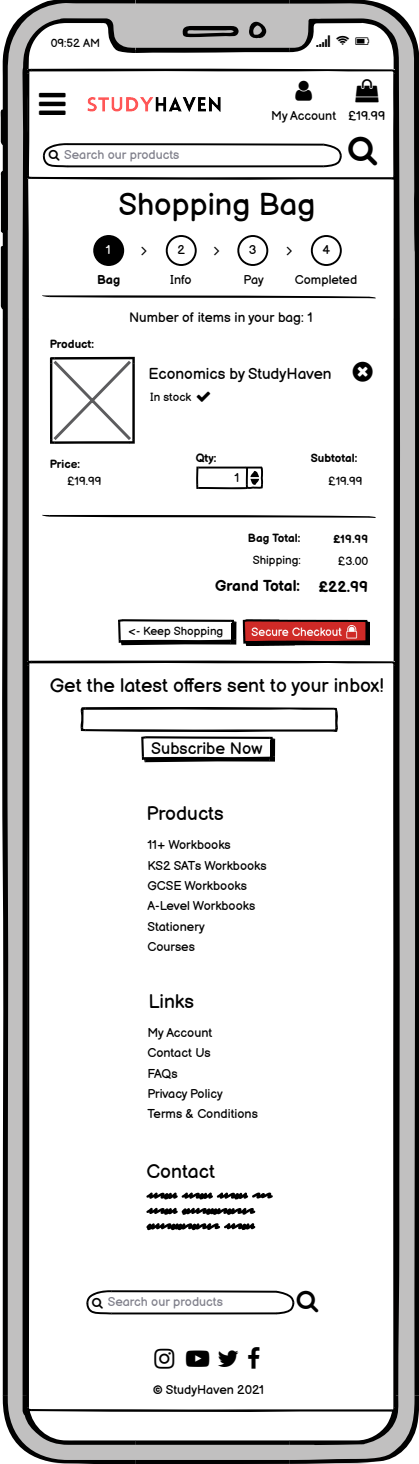 09:52 AM
STUDYHAVEN
My Account £19.99
Search our products
Shopping Bag
1 > 2 > 3 > 4
Bag Info Pay Completed
Number of items in your bag: 1
Product:
Economics by StudyHaven
In stock
Price: Qty: Subtotal:
£19.99 1 £19.99
Bag Total: £19.99
Shipping: £3.00
Grand Total: £22.99
<- Keep Shopping Secure Checkout
Get the latest offers sent to your inbox!
Subscribe Now
Products
11+ Workbooks
KS2 SATs Workbooks
GCSE Workbooks
A-Level Workbooks
Stationery
Courses
Links
My Account
Contact Us
FAQs
Privacy Policy
Terms & Conditions
Contact
Search our products
© StudyHaven 2021